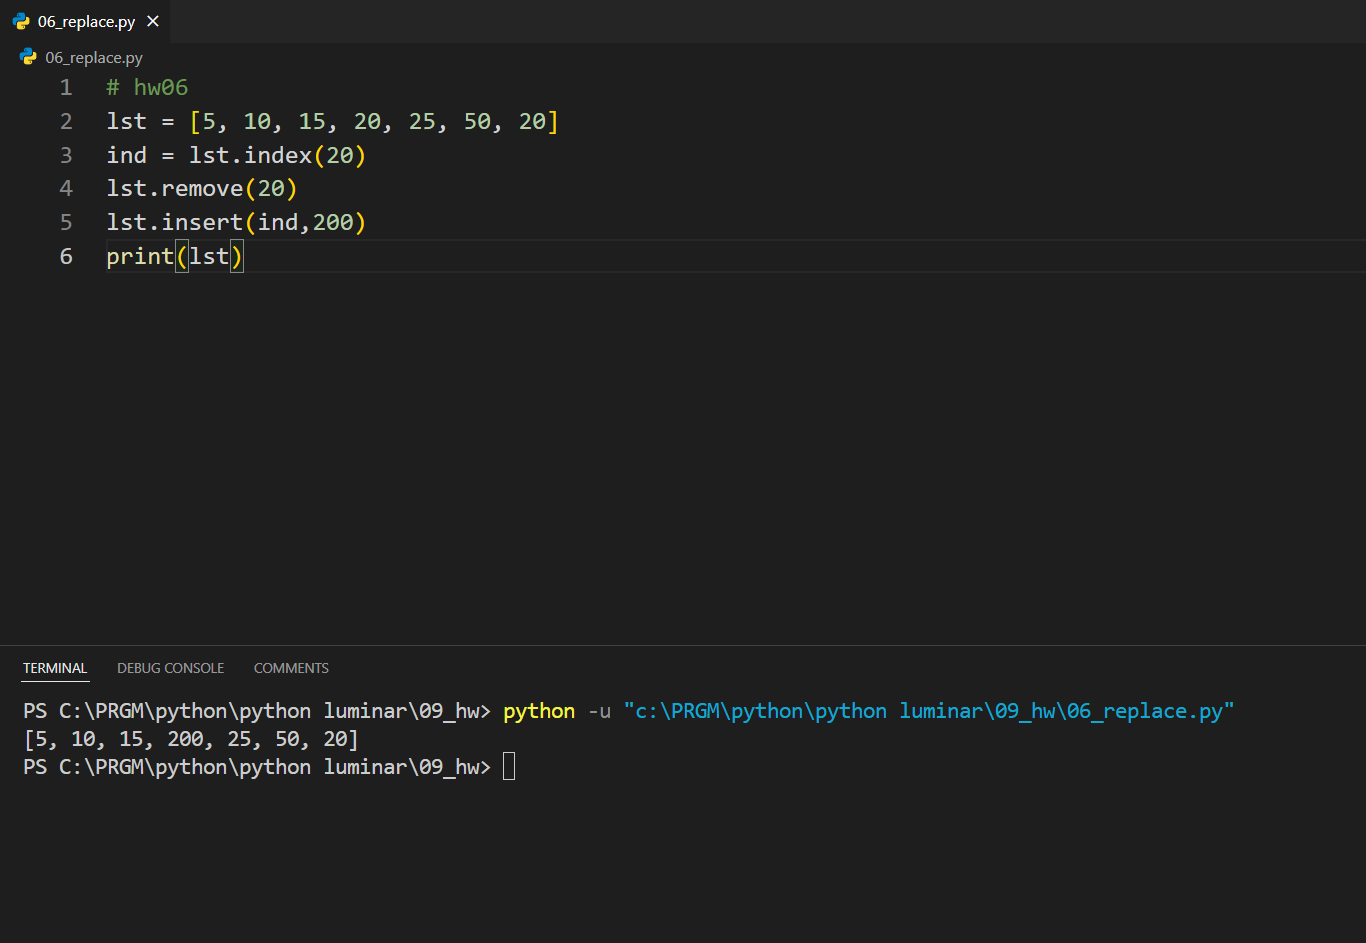 06_replace.py
06_replace.py
1 # hw06
2 lst = [5, 10, 15, 20, 25, 50, 20]
3 ind = lst.index(20)
4 lst.remove(20)
5 lst.insert(ind,200)
6 print(lst)
TERMINAL DEBUG CONSOLE COMMENTS
PS C:\PRGM\python\python luminar\09_hw> python -u "c:\PRGM\python\python luminar\09_hw\06_replace.py"
[5, 10, 15, 200, 25, 50, 20]
PS C:\PRGM\python\python luminar\09_hw>